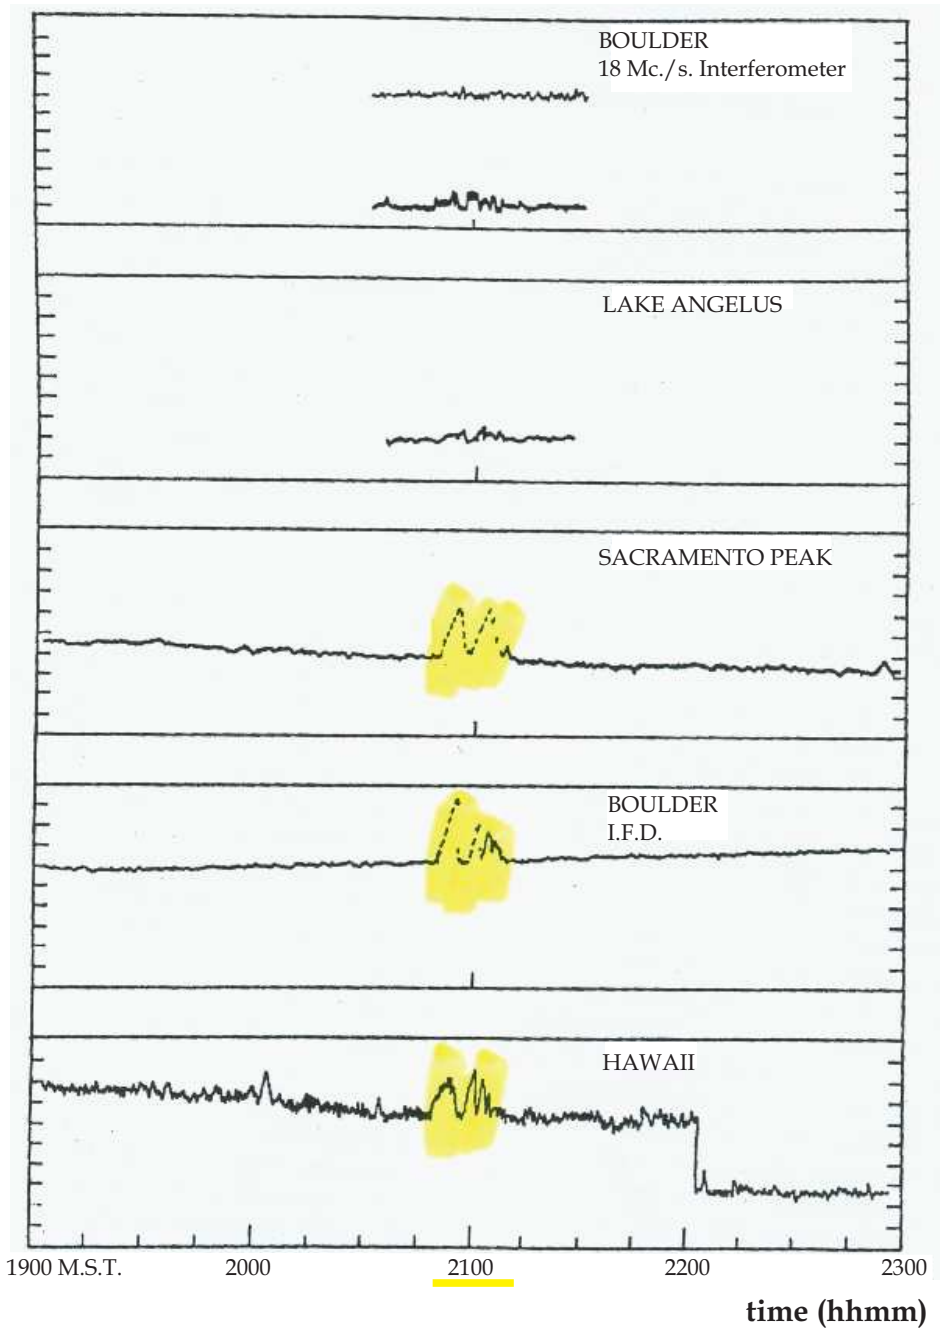 BOULDER
18 Mc./s. Interferometer
LAKE ANGELUS
SACRAMENTO PEAK
BOULDER
I.F.D.
HAWAII
1900 M.S.T. 2000 2100 2200 2300
time (hhmm)